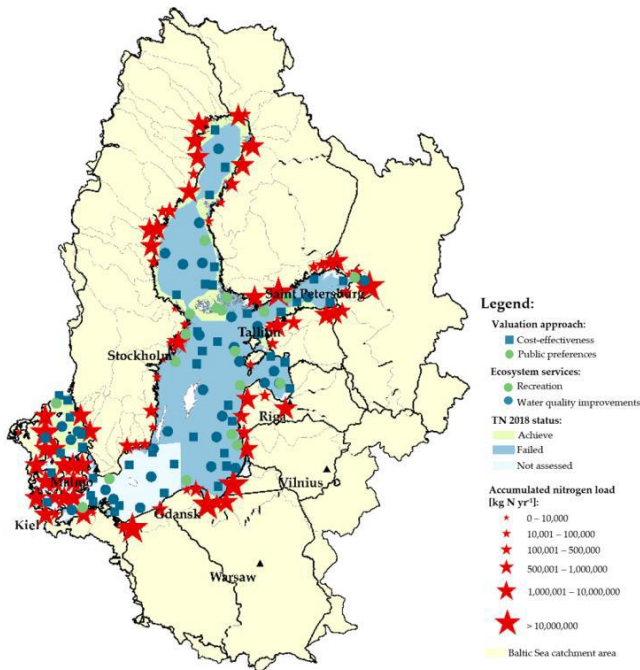 Samt Petersburg
Tallinn
Stockholm
Riga
Malmo
Vilnius
Kiel
Gdansk
Warsaw
Legend:
Valuation approach:
Cost-effectiveness
Public preferences
Ecosystem services:
Recreation
Water quality improvements
TN 2018 status:
Achieve
Failed
Not assessed
Accumulated nitrogen load
[kg N yr⁻¹]:
0 – 10,000
10,001 – 100,000
100,001 – 500,000
500,001 – 1,000,000
1,000,001 – 10,000,000
> 10,000,000
Baltic Sea catchment area